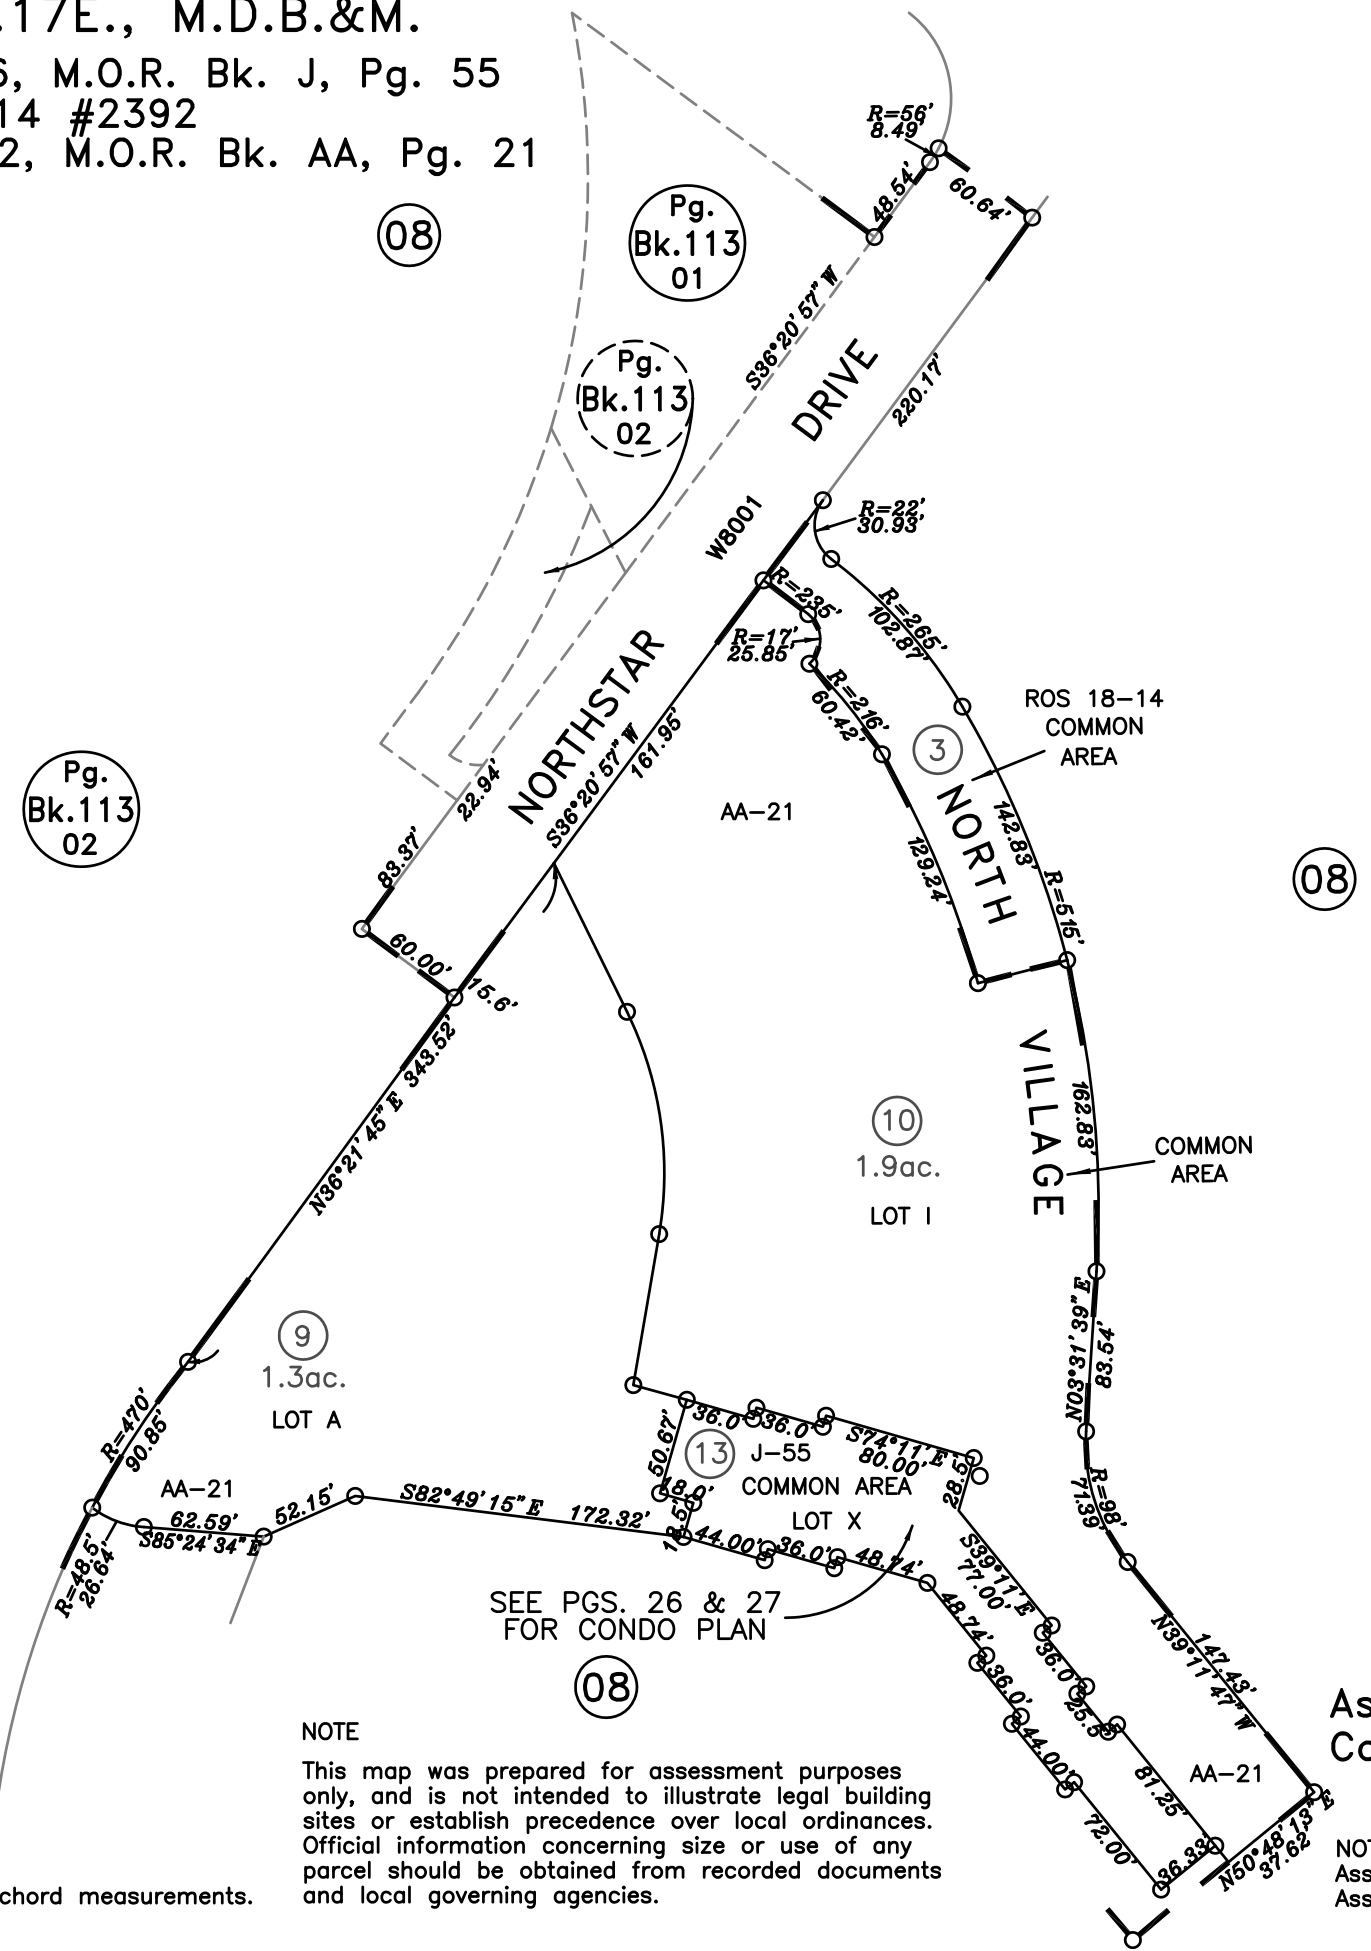 .17E., M.D.B.&M.
6, M.O.R. Bk. J, Pg. 55
14 #2392
2, M.O.R. Bk. AA, Pg. 21
08
Pg.
Bk.113
01
Pg.
Bk.113
02
R=56'
8.49'
48.54'
60.64'
S36°20'57"W
DRIVE
220.17'
W8001
R=22'
30.93'
R=235'
R=17'
25.85'
R=265'
102.87'
R=216'
60.42'
ROS 18-14
COMMON
AREA
3
NORTH
142.83'
R=515'
129.24'
AA-21
NORTHSTAR
S36°20'57"W
161.95'
22.94'
83.37'
Pg.
Bk.113
02
08
60.00'
15.6'
N36°21'45"E 343.52'
VILLAGE
162.83'
COMMON
AREA
10
1.9ac.
LOT I
N03°31'39"E
83.54'
9
1.3ac.
LOT A
R=470'
90.85'
AA-21
62.59'
S85°24'34"E
52.15'
R=48.5'
26.64'
S82°49'15"E 172.32'
50.67'
36.0'
36.0'
S74°11'E
80.00'
28.5'
13
J-55
COMMON AREA
LOT X
18.0'
18.5'
44.00'
36.0'
48.74'
R=98'
71.39'
S39°11'E
77.00'
SEE PGS. 26 & 27
FOR CONDO PLAN
08
48.74'
36.0'
36.0'
25.5'
44.00'
147.43'
N39°11'47"W
81.25'
AA-21
72.00'
36.33'
N50°48'13"E
37.62'
NOTE
This map was prepared for assessment purposes
only, and is not intended to illustrate legal building
sites or establish precedence over local ordinances.
Official information concerning size or use of any
parcel should be obtained from recorded documents
and local governing agencies.
chord measurements.
As
Co
NOT
Ass
Ass